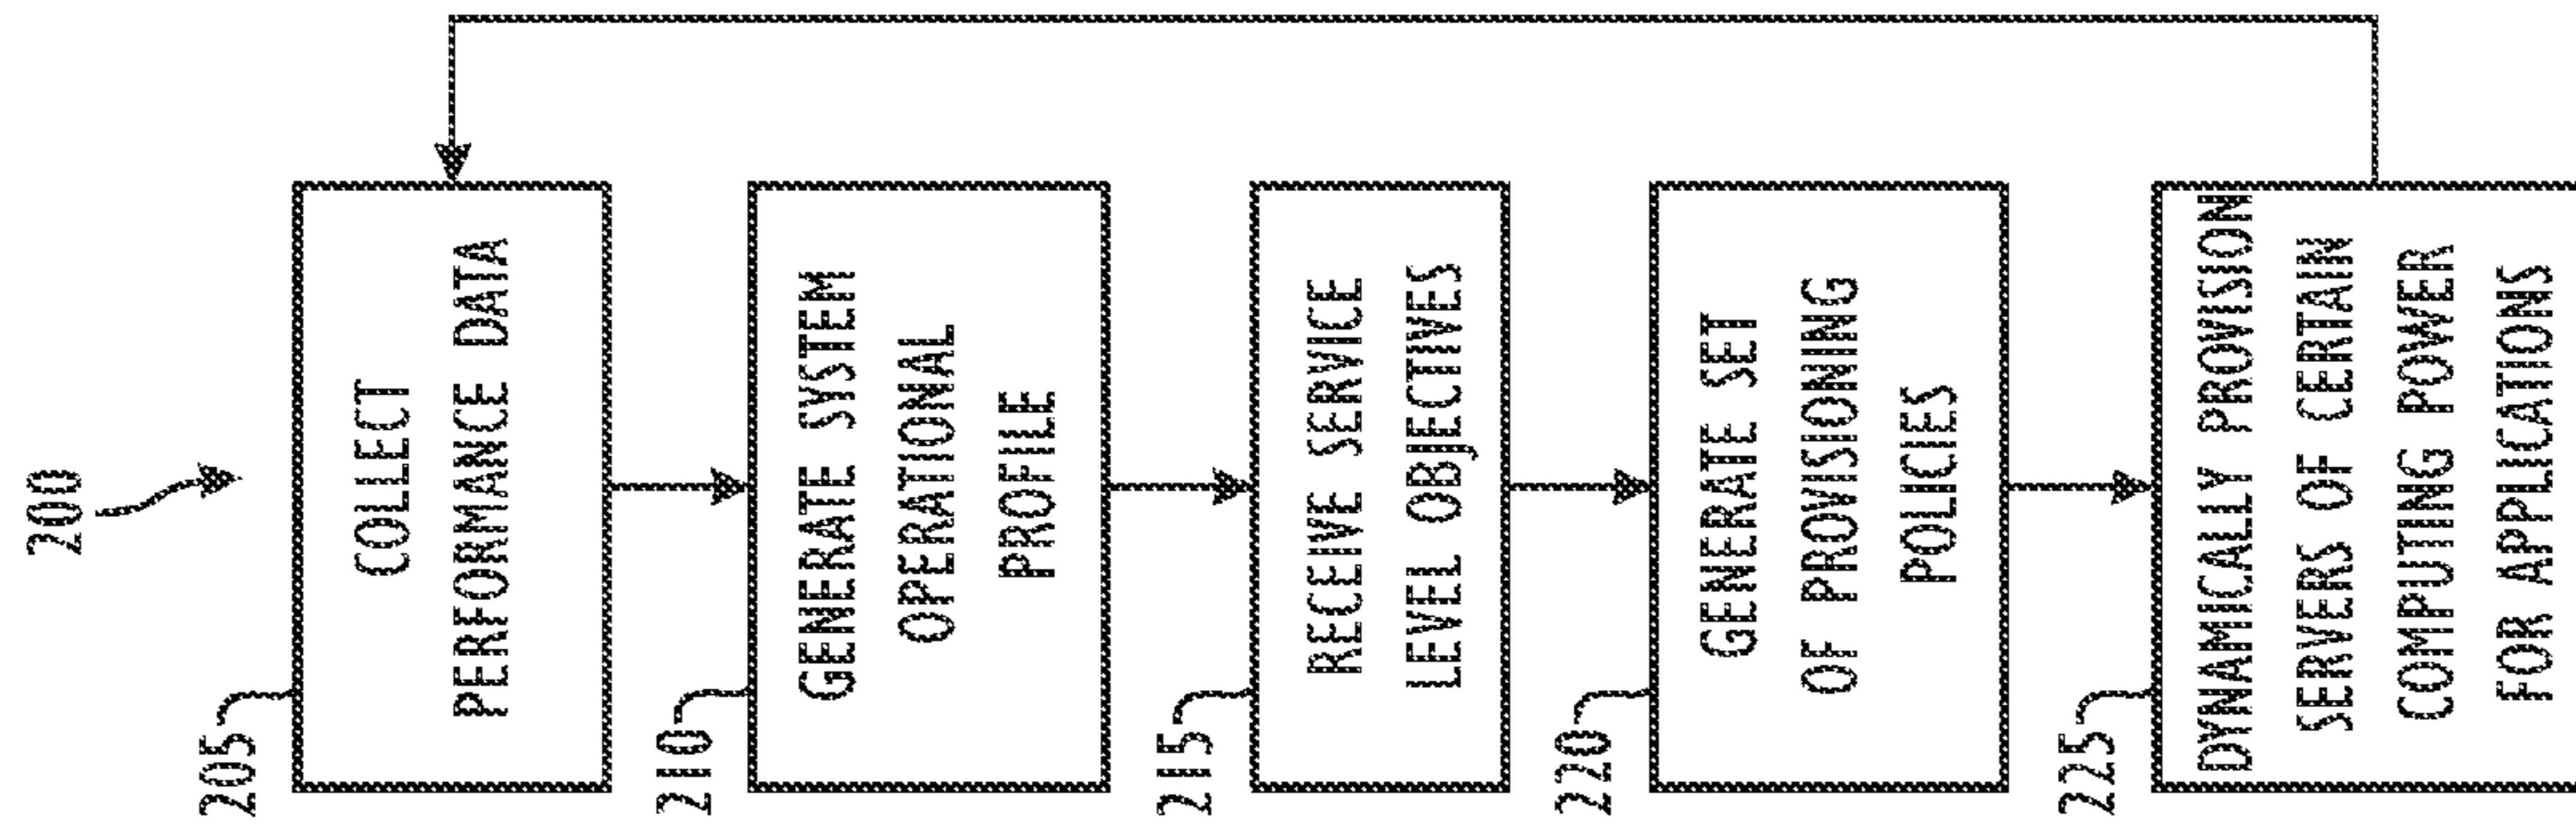 200
205
COLLECT
PERFORMANCE DATA
210
GENERATE SYSTEM
OPERATIONAL
PROFILE
215
RECEIVE SERVICE
LEVEL OBJECTIVES
220
GENERATE SET
OF PROVISIONING
POLICIES
225
DYNAMICALLY PROVISION
SERVERS OF CERTAIN
COMPUTING POWER
FOR APPLICATIONS